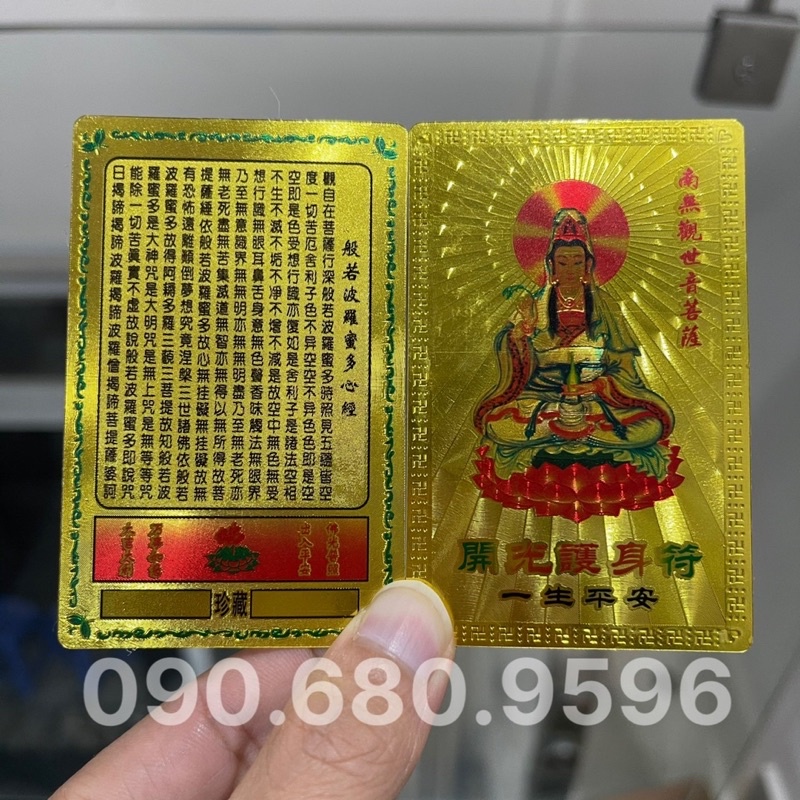 般若波羅蜜多心經
觀自在菩薩行深般若波羅蜜多時照見五蘊皆空
度一切苦厄舍利子色不异空空不异色色即是空
空即是色受想行識亦復如是舍利子是諸法空相
不生不滅不垢不净不增不減是故空中無色無受
想行識無眼耳鼻舌身意無色聲香味觸法無眼界
乃至無意識界無無明亦無無明盡乃至無老死亦
無老死盡無苦集滅道無智亦無得以無所得故菩
提薩依般若波羅蜜多故心無挂礙無挂礙故無
有恐怖遠離顛倒夢想究竟涅槃三世諸佛依般若
波羅蜜多故得阿耨多羅三藐三菩提故知般若波
羅蜜多是大神咒是大明咒是無上咒是無等等咒
能除一切苦真實不虛故說般若波羅蜜多即說咒
日揭諦揭諦波羅揭諦波羅僧揭諦菩提薩婆訶
珍藏
南無觀世音菩薩
開光護身符
一生平安
090.680.9596